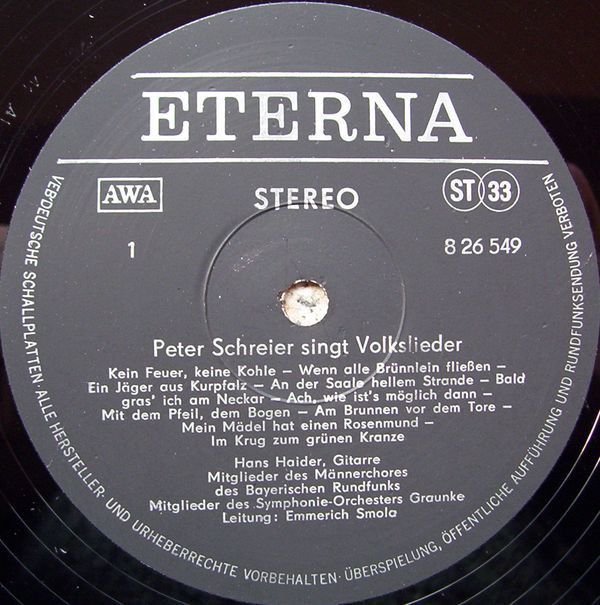 ETERNA
AWA
STEREO
ST 33
1
8 26 549
Peter Schreier singt Volkslieder
Kein Feuer, keine Kohle – Wenn alle Brünnlein fließen –
Ein Jäger aus Kurpfalz – An der Saale hellem Strande – Bald
gras' ich am Neckar – Ach, wie ist's möglich dann –
Mit dem Pfeil, dem Bogen – Am Brunnen vor dem Tore –
Mein Mädel hat einen Rosenmund –
Im Krug zum grünen Kranze
Hans Haider, Gitarre
Mitglieder des Männerchores
des Bayerischen Rundfunks
Mitglieder des Symphonie-Orchesters Graunke
Leitung: Emmerich Smola
VEB DEUTSCHE SCHALLPLATTEN · ALLE HERSTELLER- UND URHEBERRECHTE VORBEHALTEN · ÜBERSPIELUNG, ÖFFENTLICHE AUFFÜHRUNG UND RUNDFUNKSENDUNG VERBOTEN